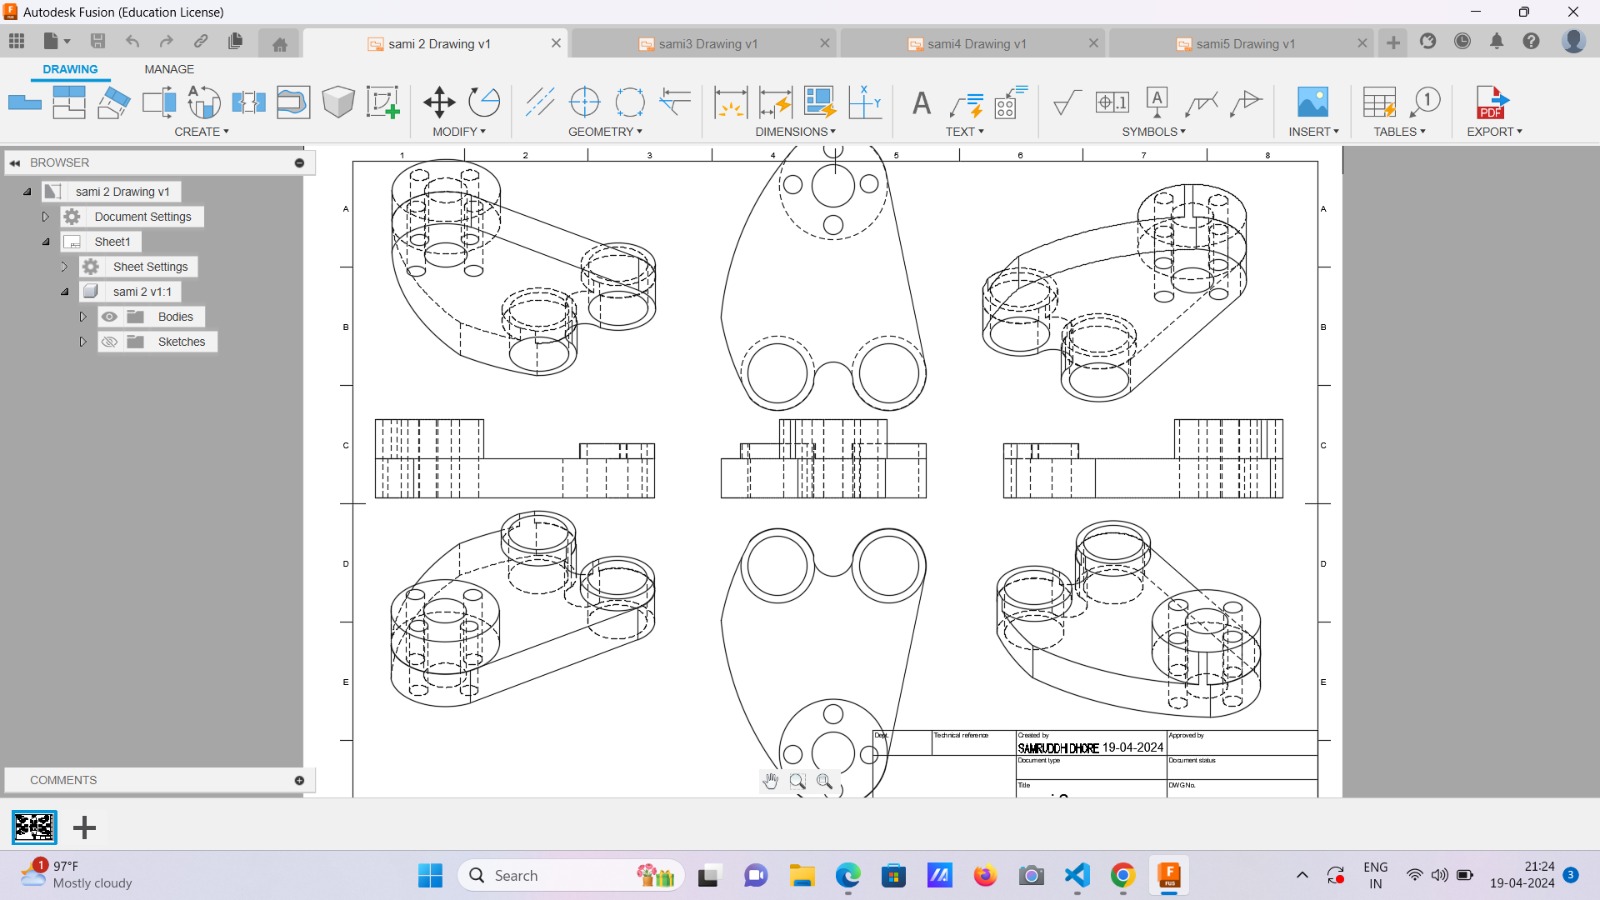 Autodesk Fusion (Education License)
sami 2 Drawing v1
sami3 Drawing v1
sami4 Drawing v1
sami5 Drawing v1
DRAWING
MANAGE
CREATE
MODIFY
GEOMETRY
DIMENSIONS
TEXT
SYMBOLS
INSERT
TABLES
EXPORT
BROWSER
sami 2 Drawing v1
Document Settings
Sheet1
Sheet Settings
sami 2 v1:1
Bodies
Sketches
1 2 3 4 5 6 7 8
A A
B B
C C
D D
E E
Dept. Technical reference Created by Approved by
SAMRUDDHI DHORE 19-04-2024
Document type Document status
Title DWG No.
COMMENTS
97°F
Mostly cloudy
Search
ENG
IN
21:24
19-04-2024
3